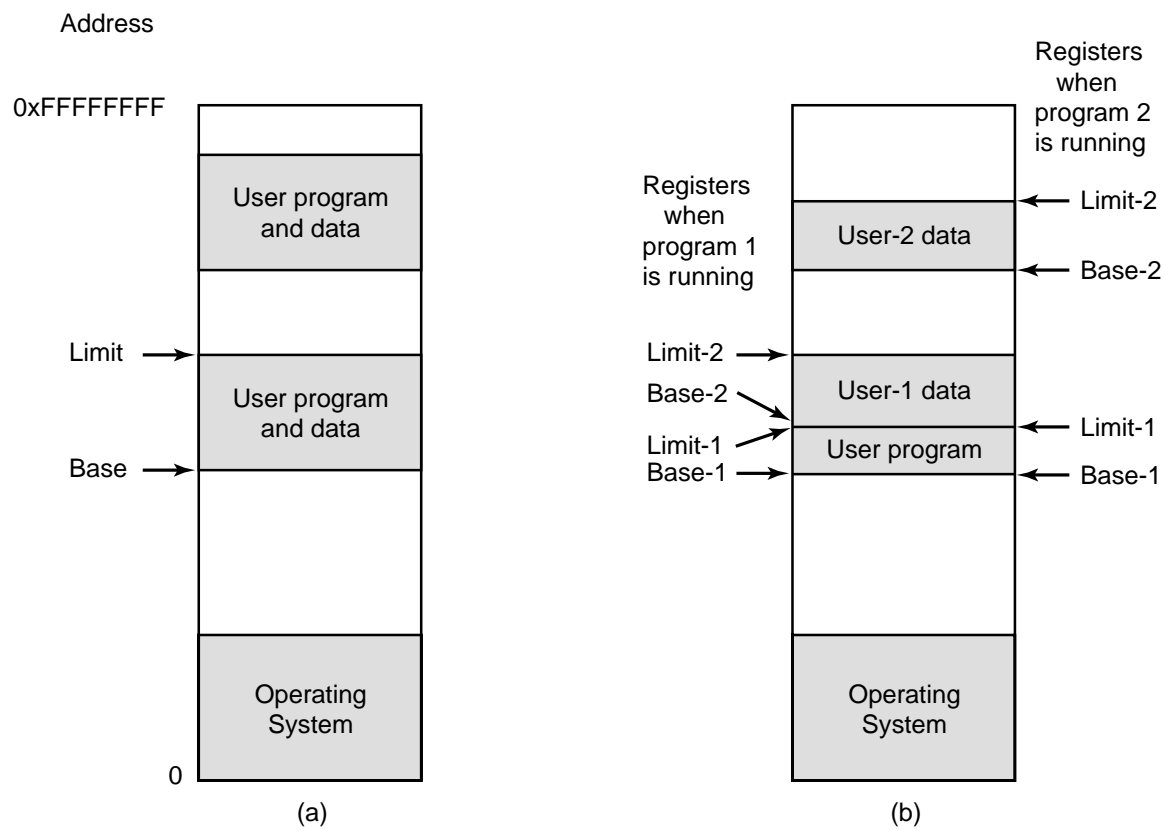 Address
0xFFFFFFFF
User program
and data
Limit
User program
and data
Base
Operating
System
0
(a)
Registers
when
program 1
is running
Registers
when
program 2
is running
Limit-2
User-2 data
Base-2
Limit-2
User-1 data
Base-2
Limit-1
Limit-1
User program
Base-1
Base-1
Operating
System
(b)